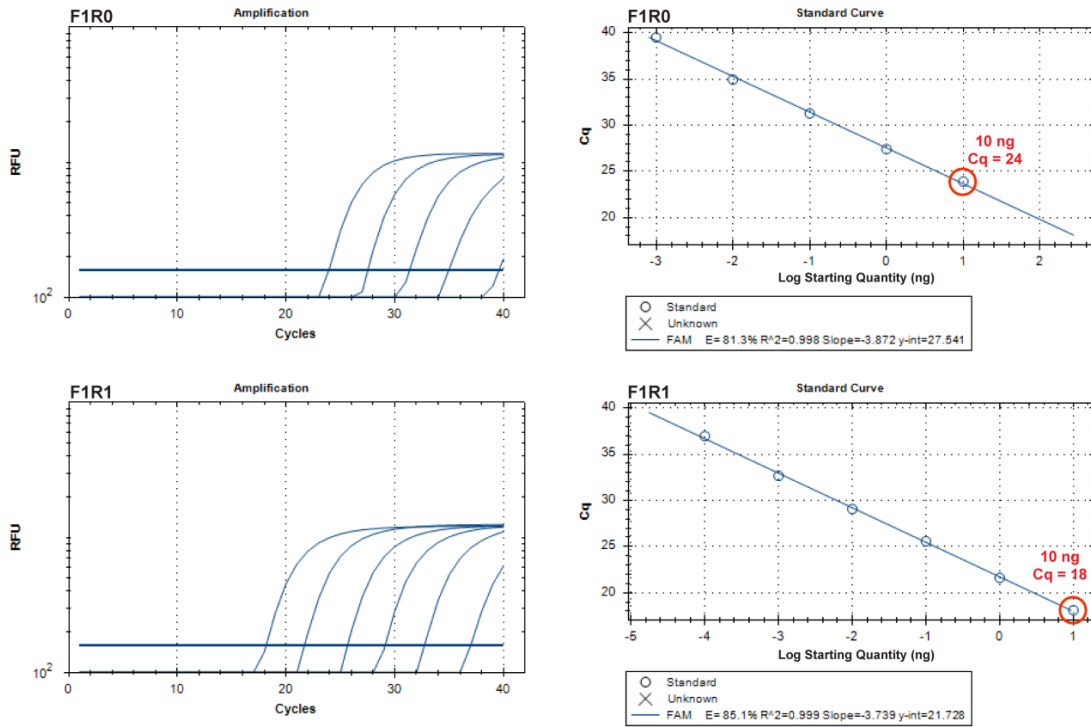 F1R0
Amplification
RFU
10^2
0 10 20 30 40
Cycles
F1R0
Standard Curve
Cq
40
35
30
25
20
10 ng
Cq = 24
-3 -2 -1 0 1 2
Log Starting Quantity (ng)
Standard
Unknown
FAM E= 81.3% R^2=0.998 Slope=-3.872 y-int=27.541
F1R1
Amplification
RFU
10^2
0 10 20 30 40
Cycles
F1R1
Standard Curve
Cq
40
35
30
25
20
10 ng
Cq = 18
-5 -4 -3 -2 -1 0 1
Log Starting Quantity (ng)
Standard
Unknown
FAM E= 85.1% R^2=0.999 Slope=-3.739 y-int=21.728